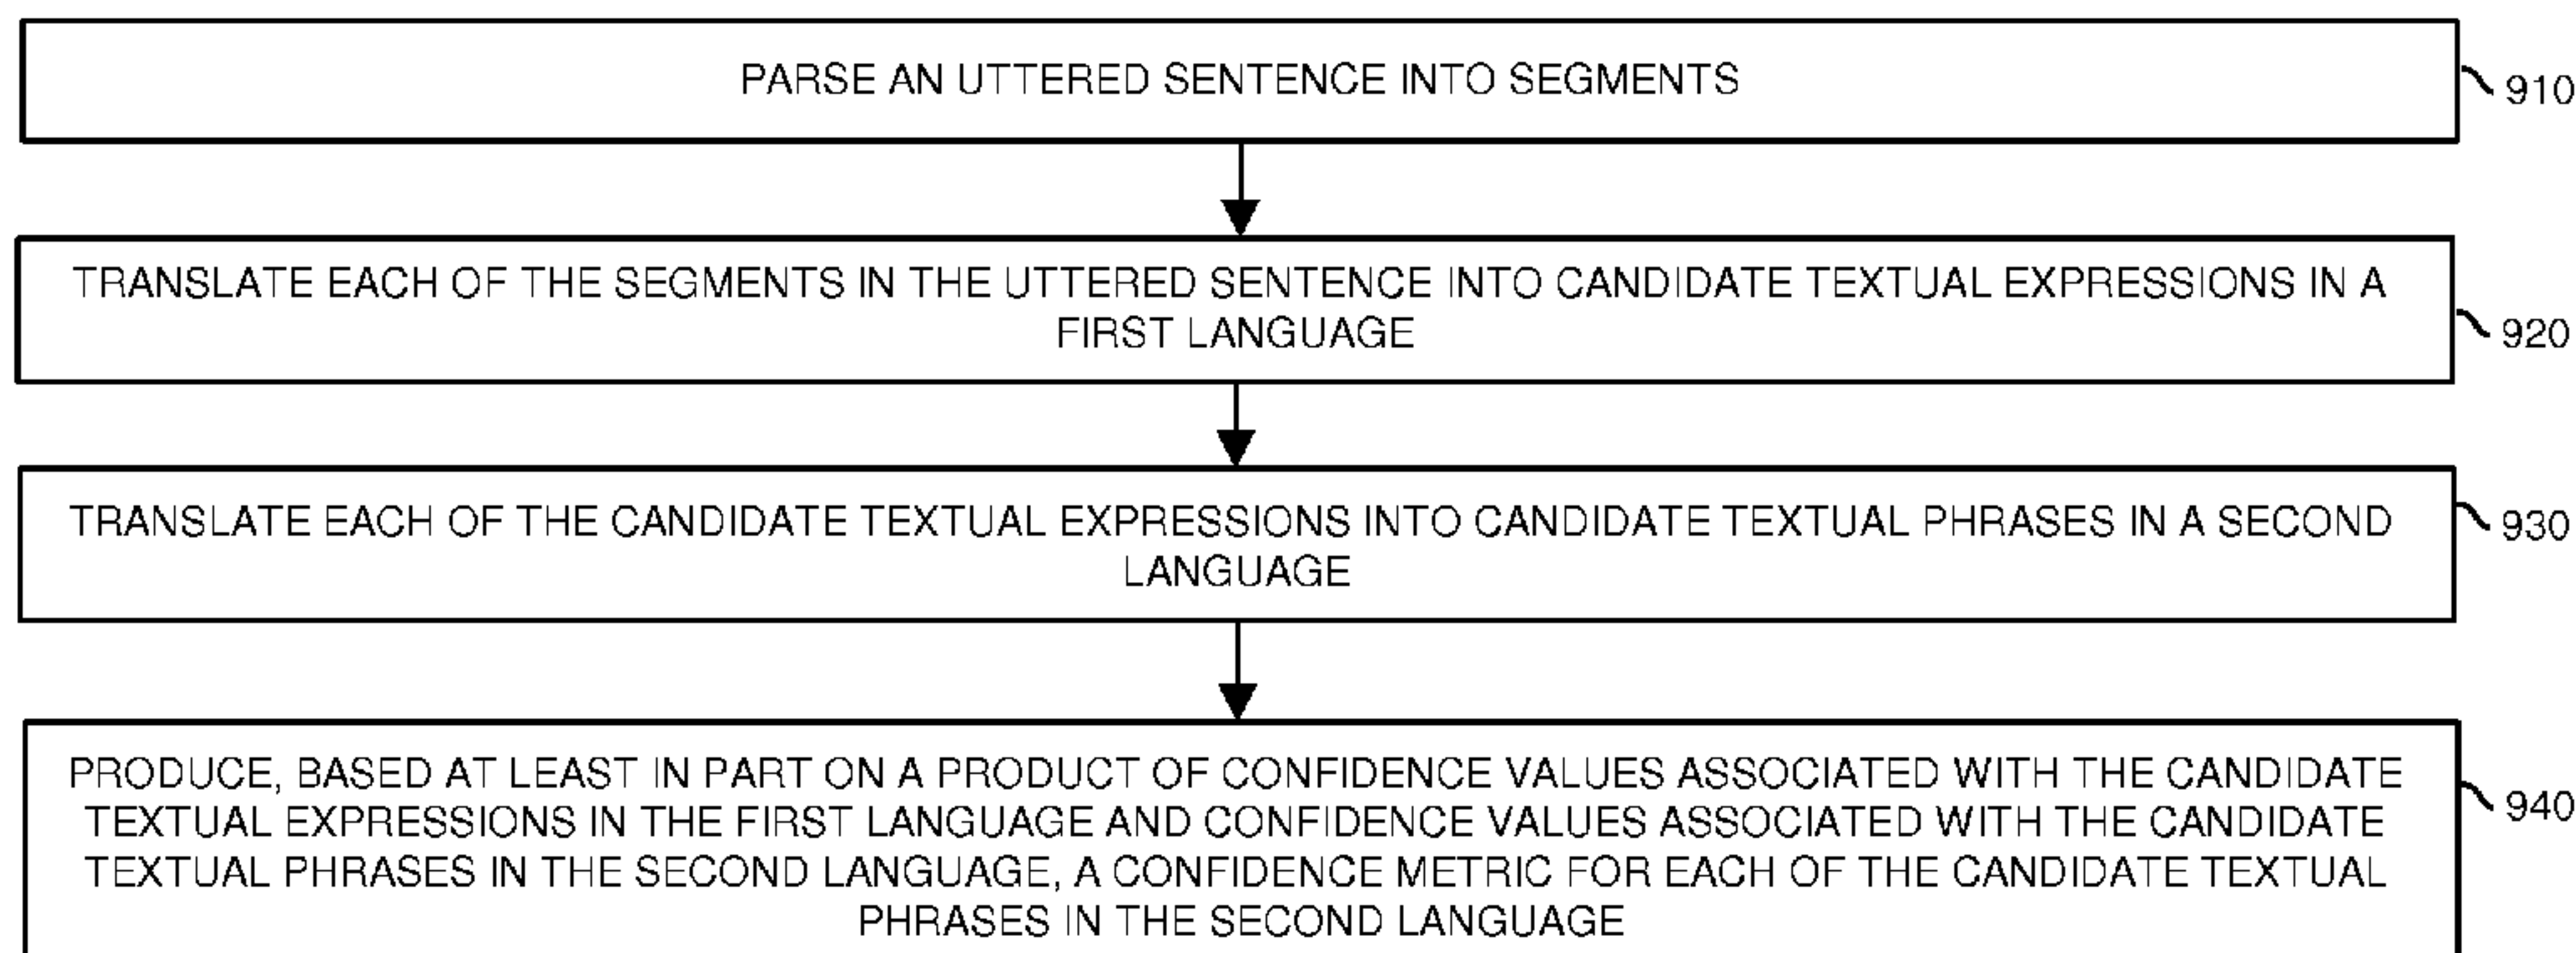 PARSE AN UTTERED SENTENCE INTO SEGMENTS
910
TRANSLATE EACH OF THE SEGMENTS IN THE UTTERED SENTENCE INTO CANDIDATE TEXTUAL EXPRESSIONS IN A
FIRST LANGUAGE
920
TRANSLATE EACH OF THE CANDIDATE TEXTUAL EXPRESSIONS INTO CANDIDATE TEXTUAL PHRASES IN A SECOND
LANGUAGE
930
PRODUCE, BASED AT LEAST IN PART ON A PRODUCT OF CONFIDENCE VALUES ASSOCIATED WITH THE CANDIDATE
TEXTUAL EXPRESSIONS IN THE FIRST LANGUAGE AND CONFIDENCE VALUES ASSOCIATED WITH THE CANDIDATE
TEXTUAL PHRASES IN THE SECOND LANGUAGE, A CONFIDENCE METRIC FOR EACH OF THE CANDIDATE TEXTUAL
PHRASES IN THE SECOND LANGUAGE
940